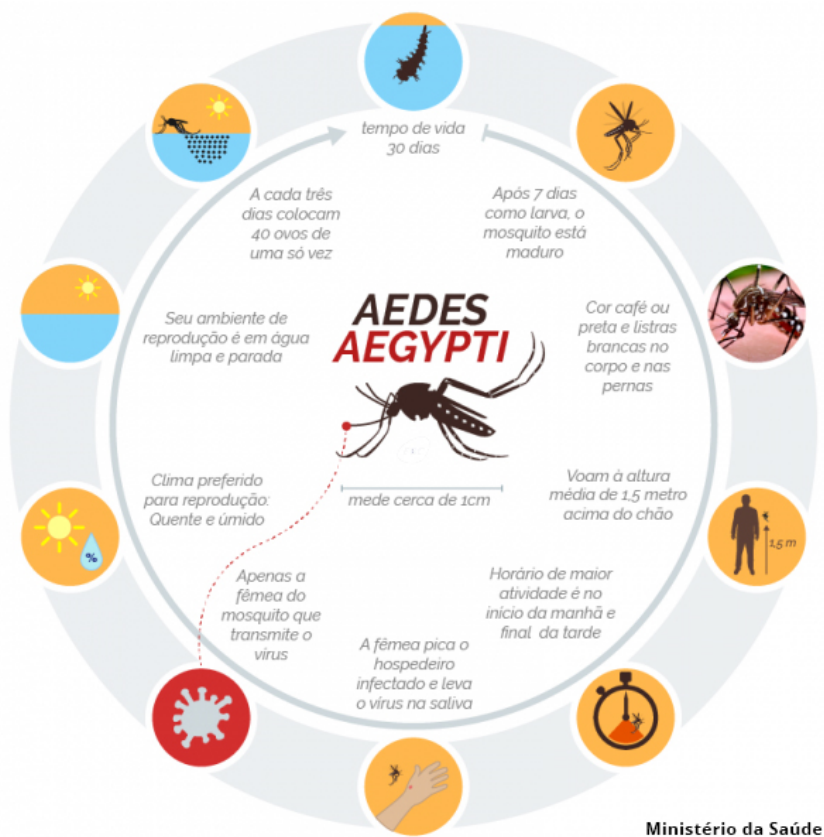 tempo de vida
30 dias
Após 7 dias
como larva, o
mosquito está
maduro
Cor café ou
preta e listras
brancas no
corpo e nas
pernas
Voam à altura
média de 1,5 metro
acima do chão
1,5 m
Horário de maior
atividade é no
início da manhã e
final da tarde
A fêmea pica o
hospedeiro
infectado e leva
o vírus na saliva
Apenas a
fêmea do
mosquito que
transmite o
vírus
Clima preferido
para reprodução:
Quente e úmido
%
Seu ambiente de
reprodução é em água
limpa e parada
A cada três
dias colocam
40 ovos de
uma só vez
AEDES
AEGYPTI
mede cerca de 1cm
Ministério da Saúde